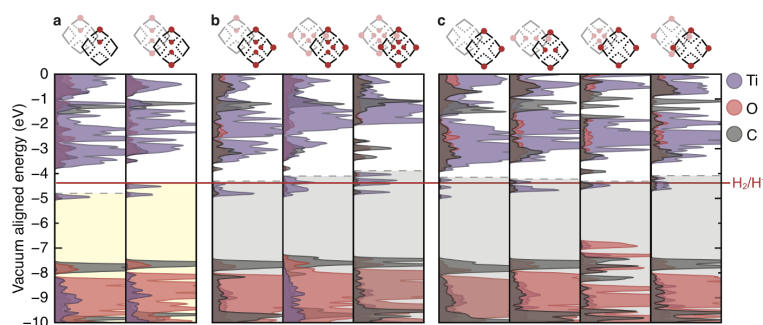 a
b
c
Vacuum aligned energy (eV)
0
−1
−2
−3
−4
−5
−6
−7
−8
−9
−10
Ti
O
C
H₂/H⁺